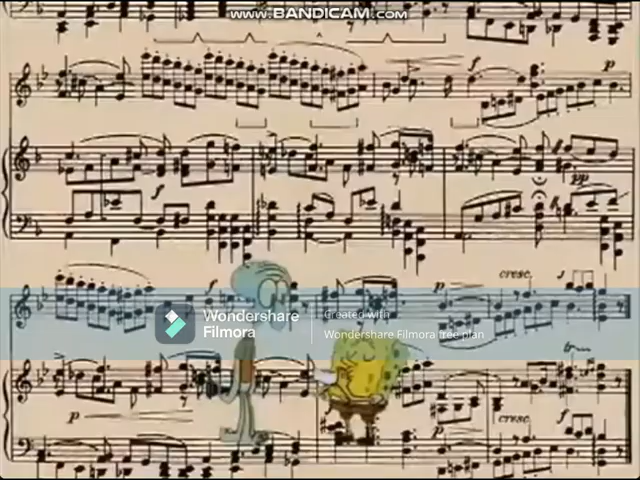 www.BANDICAM.com
f
p
f
pp
cresc.
f
Wondershare
Filmora
Created with
Wondershare Filmora free plan
p
p
cresc.
f